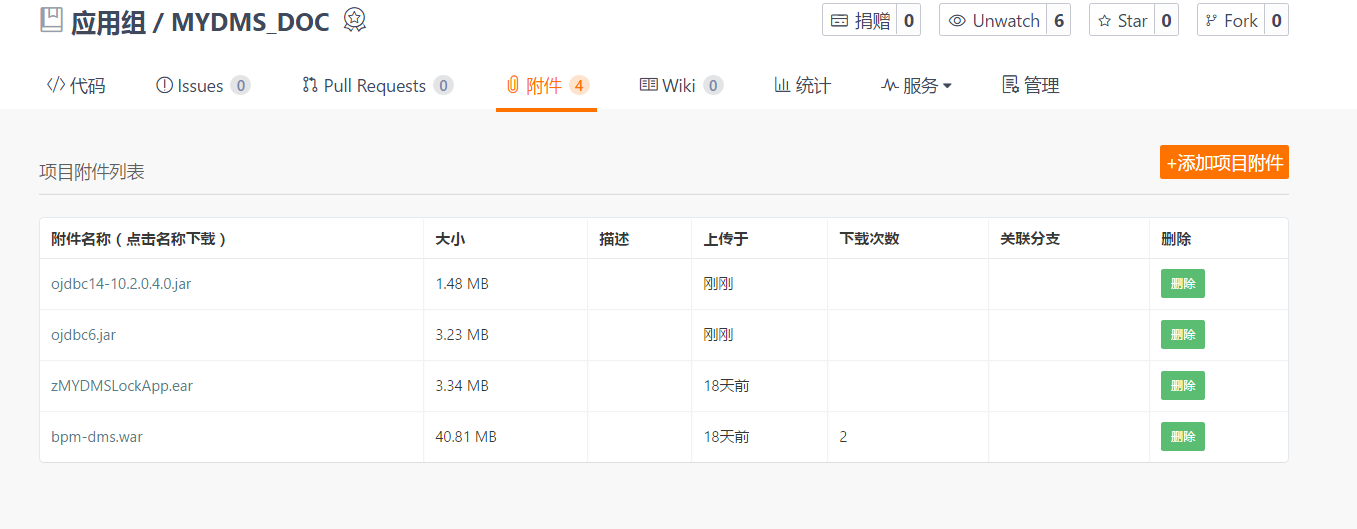 应用组 / MYDMS_DOC 捐赠 0 Unwatch 6 Star 0 Fork 0
代码 Issues 0 Pull Requests 0 附件 4 Wiki 0 统计 服务 管理
项目附件列表 +添加项目附件
附件名称（点击名称下载） 大小 描述 上传于 下载次数 关联分支 删除
ojdbc14-10.2.0.4.0.jar 1.48 MB 刚刚 删除
ojdbc6.jar 3.23 MB 刚刚 删除
zMYDMSLockApp.ear 3.34 MB 18天前 删除
bpm-dms.war 40.81 MB 18天前 2 删除